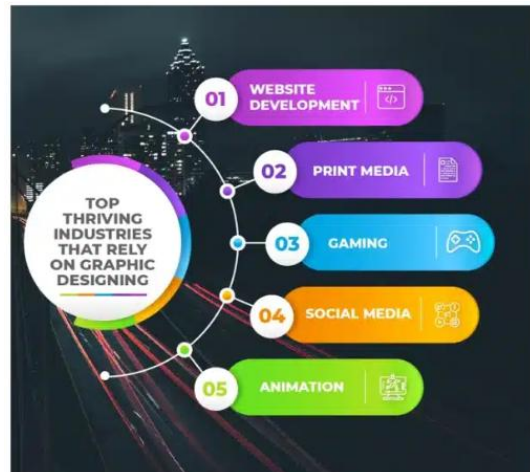 TOP
THRIVING
INDUSTRIES
THAT RELY
ON GRAPHIC
DESIGNING
01
WEBSITE
DEVELOPMENT
</>
02
PRINT MEDIA
03
GAMING
04
SOCIAL MEDIA
05
ANIMATION